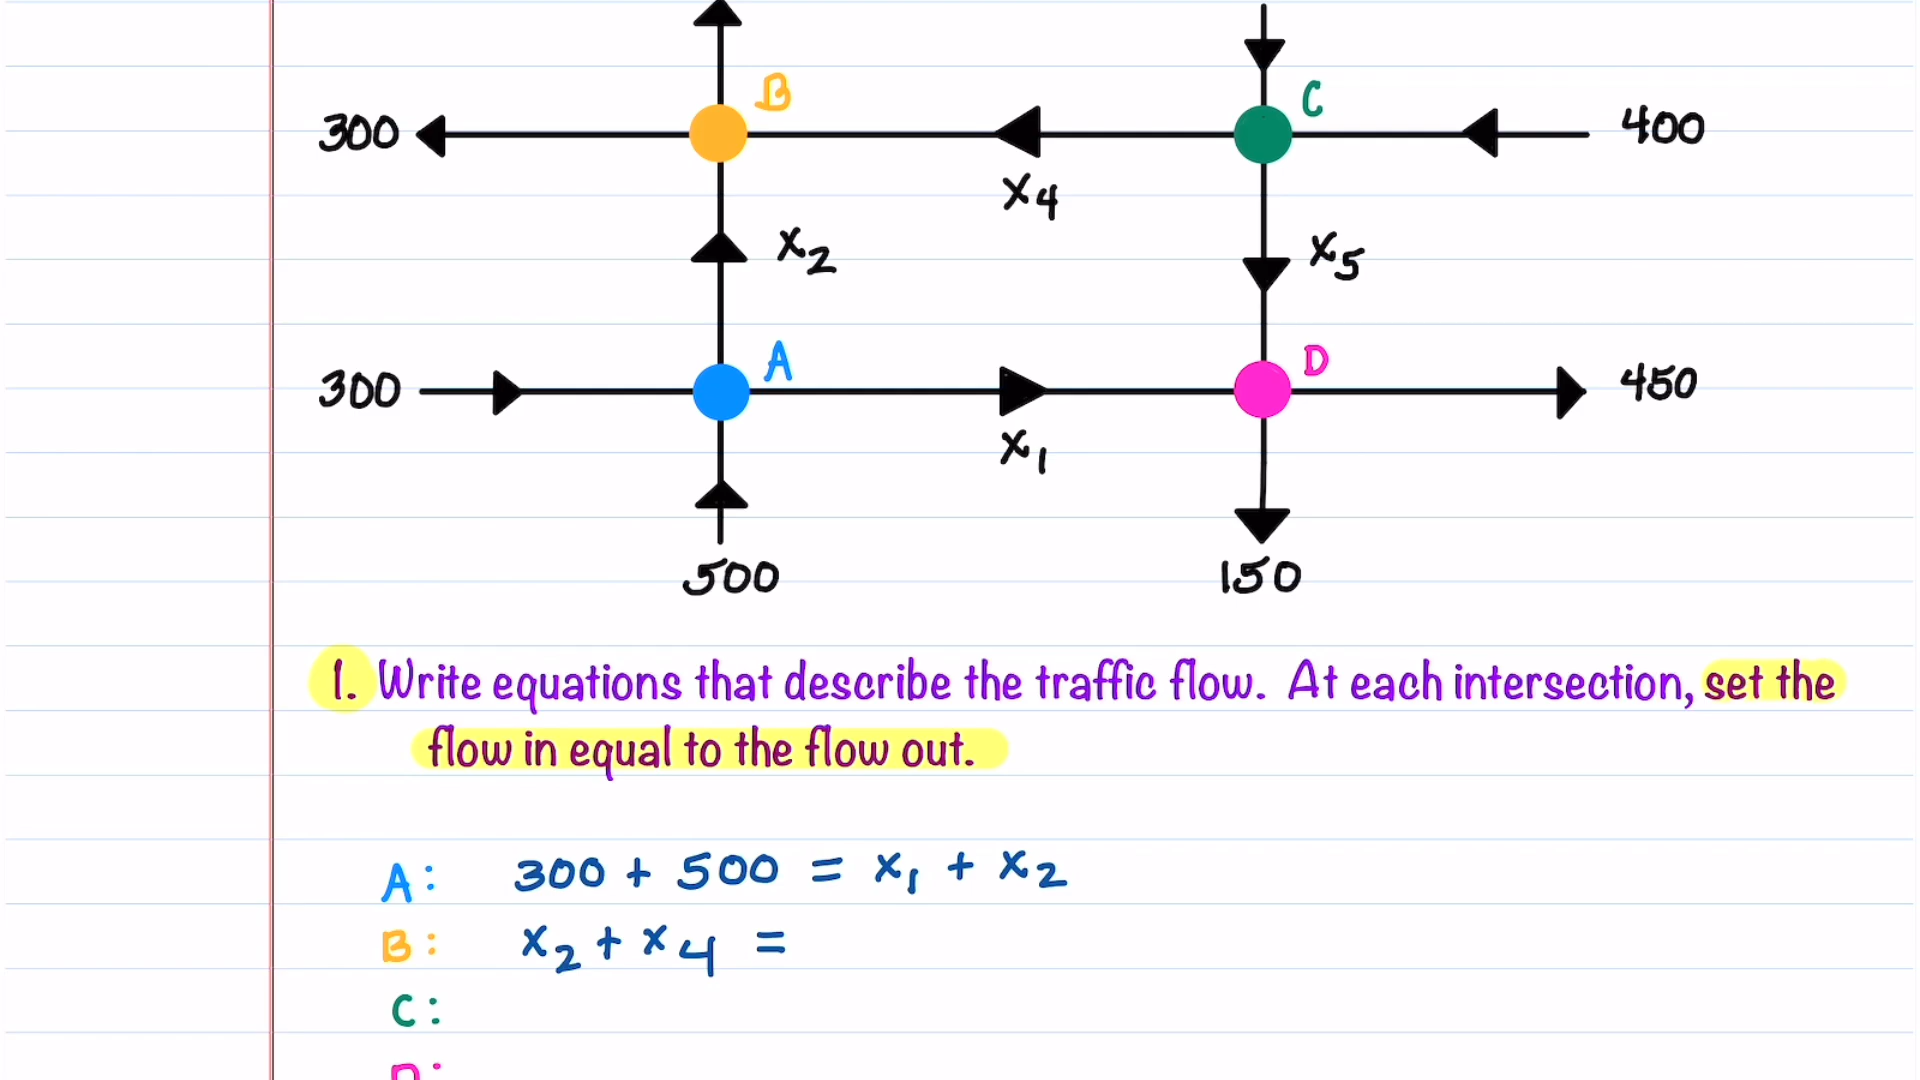 B
C
300
400
x₄
x₂
x₅
A
D
300
450
x₁
500
150
1. Write equations that describe the traffic flow. At each intersection, set the
flow in equal to the flow out.
A: 300 + 500 = x₁ + x₂
B: x₂ + x₄ =
C:
D: